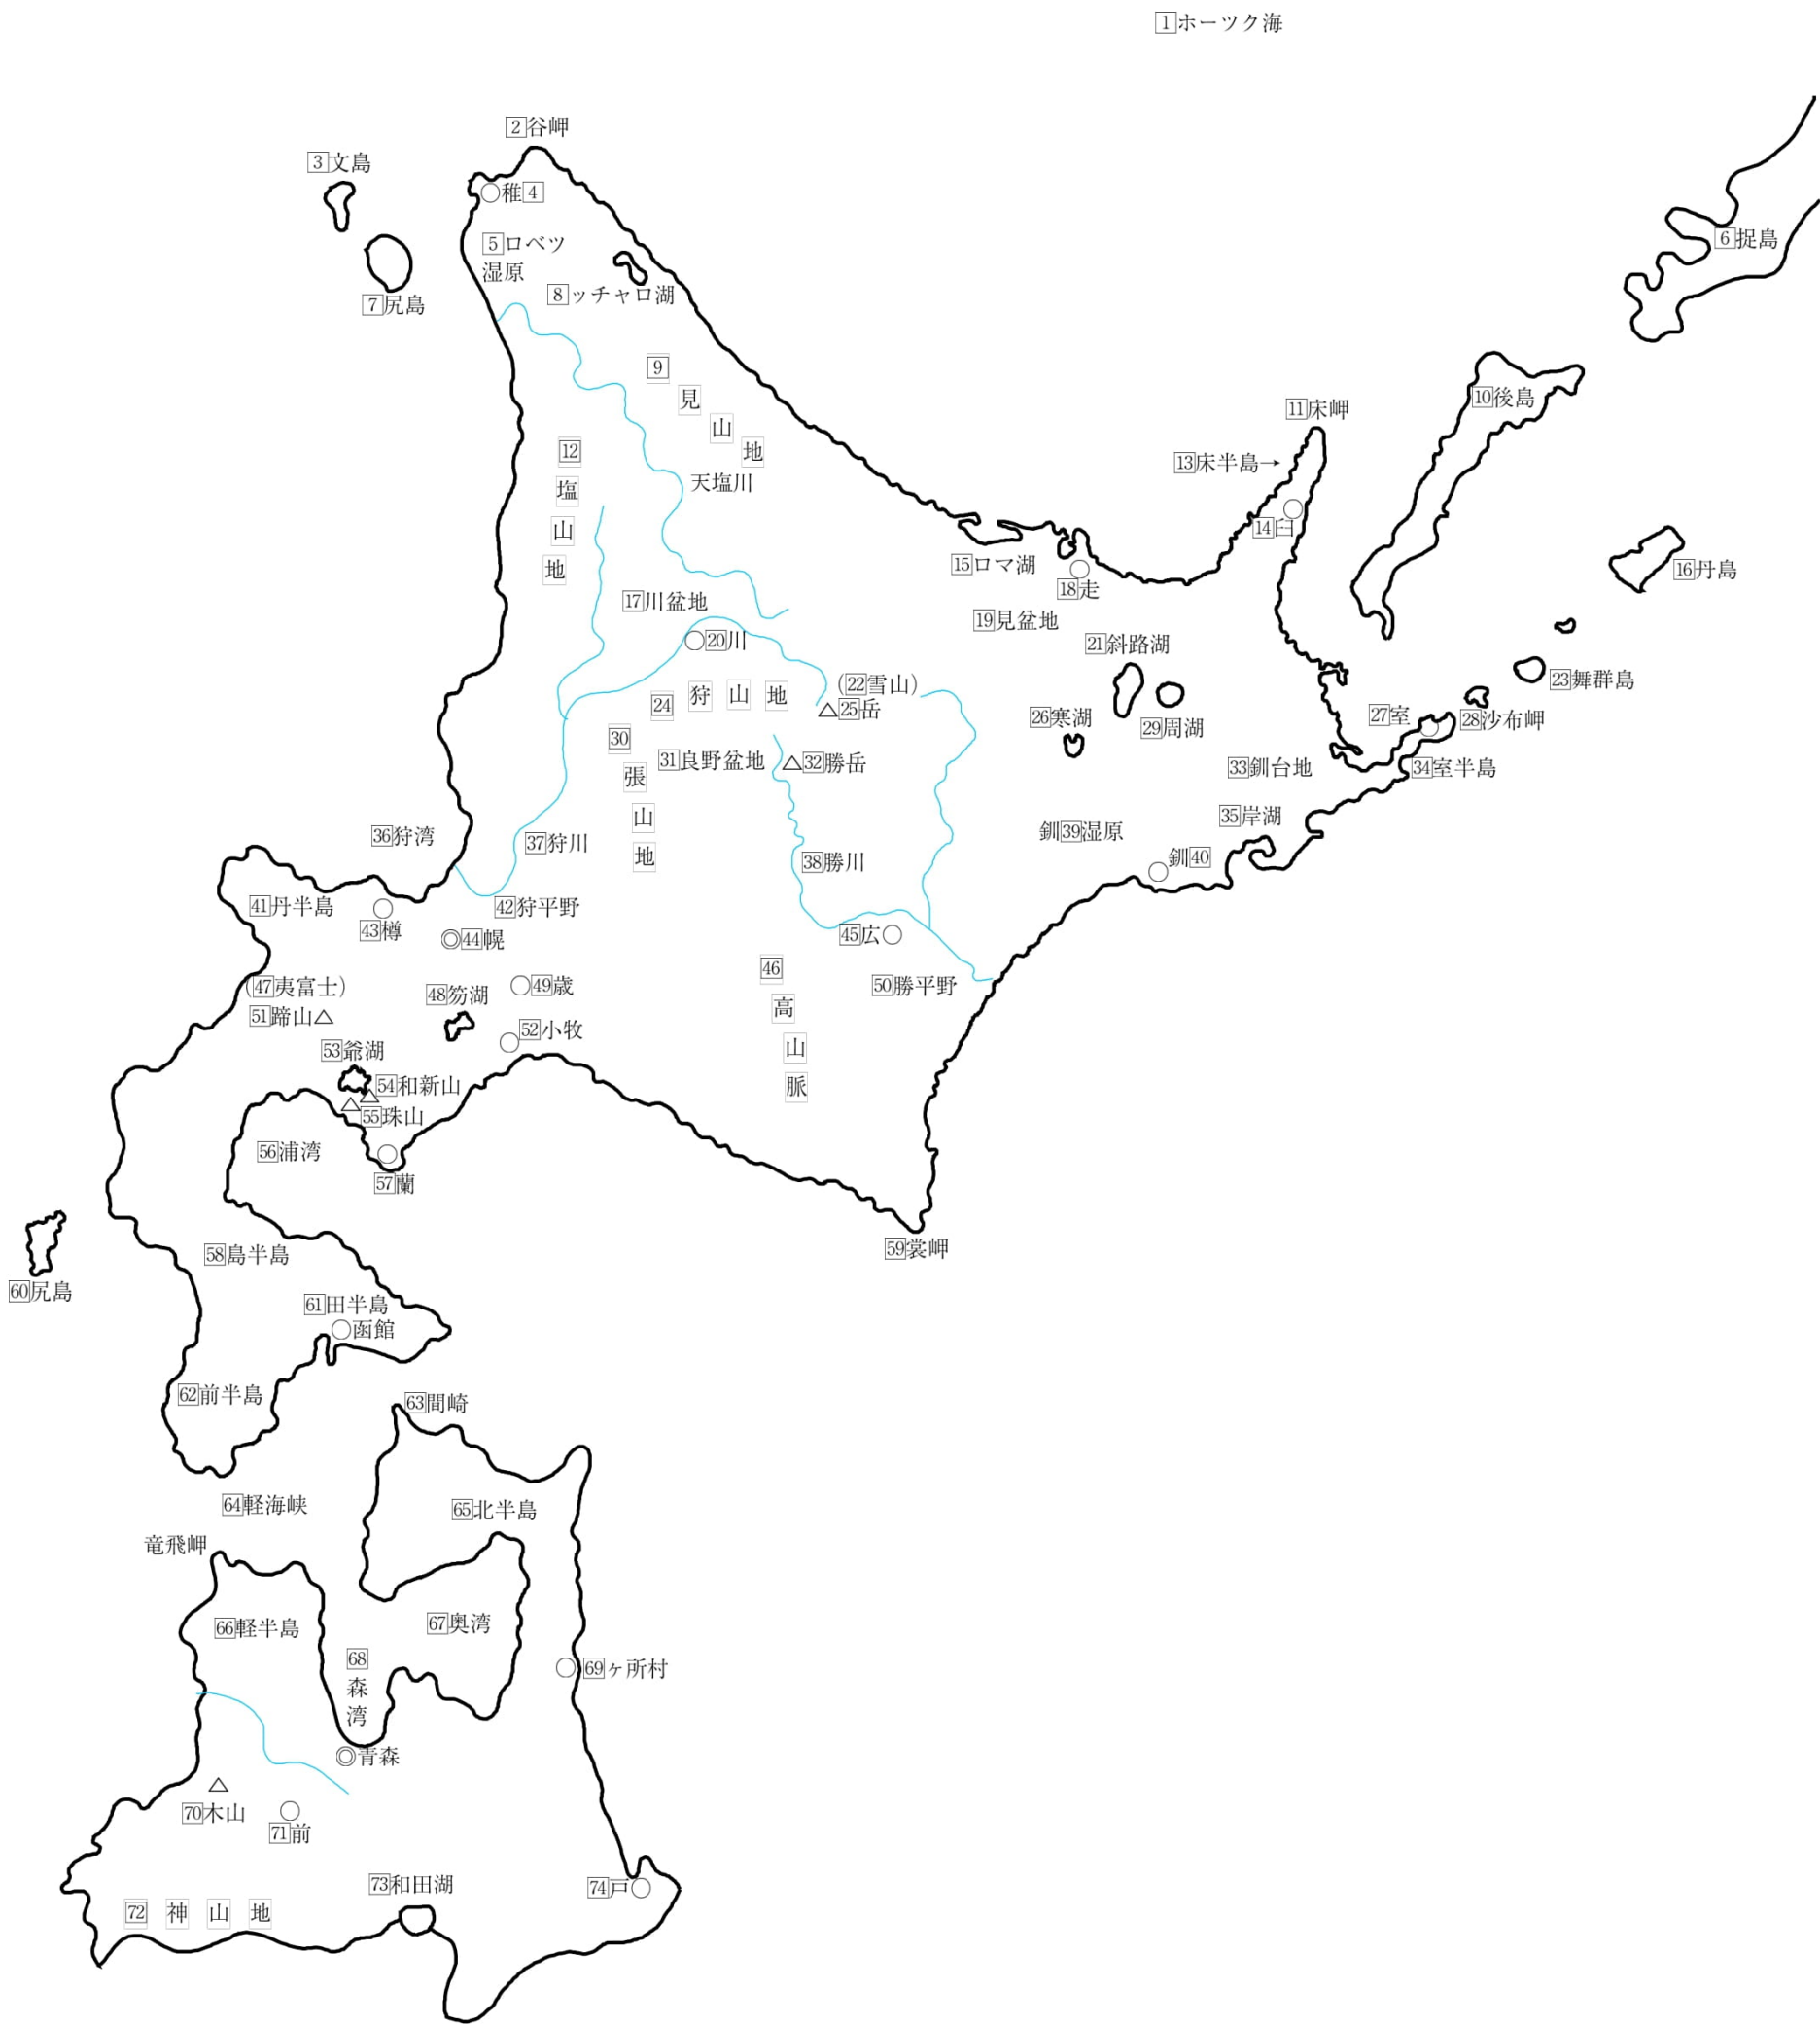 1ホーツク海
2谷岬
3文島
稚4
5ロベツ
湿原
6捉島
7尻島
8ッチャロ湖
9見山地
10後島
11床岬
12塩山地
13床半島→
天塩川
14臼
15ロマ湖
16丹島
17川盆地
18走
19見盆地
20川
21斜路湖
(22雪山)
23舞群島
24狩山地
25岳
26寒湖
27室
28沙布岬
29周湖
30張山地
31良野盆地
32勝岳
33釧台地
34室半島
35岸湖
36狩湾
37狩川
38勝川
釧39湿原
釧40
41丹半島
42狩平野
43樽
44幌
45広
46高山脈
(47夷富士)
48笏湖
49歳
50勝平野
51蹄山
52小牧
53爺湖
54和新山
55珠山
56浦湾
57蘭
58島半島
59裳岬
60尻島
61田半島
函館
62前半島
63間崎
64軽海峡
65北半島
竜飛岬
66軽半島
67奥湾
68森湾
69ヶ所村
青森
70木山
71前
72神山地
73和田湖
74戸